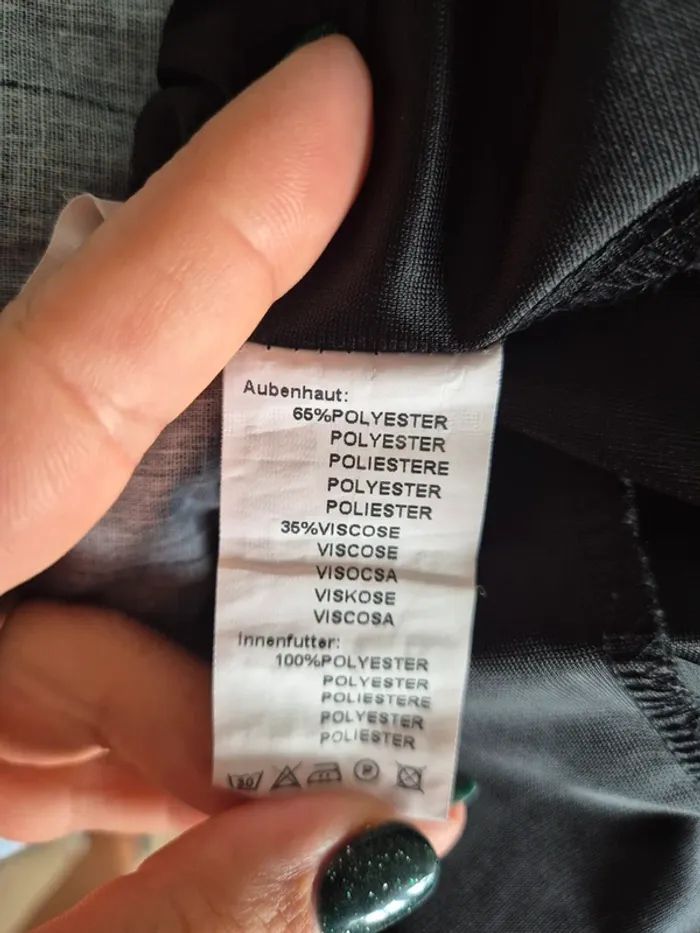 Aubenhaut:
65%POLYESTER
POLYESTER
POLIESTERE
POLYESTER
POLIESTER
35%VISCOSE
VISCOSE
VISOCSA
VISKOSE
VISCOSA
Innenfutter:
100%POLYESTER
POLYESTER
POLIESTERE
POLYESTER
POLIESTER
30 P